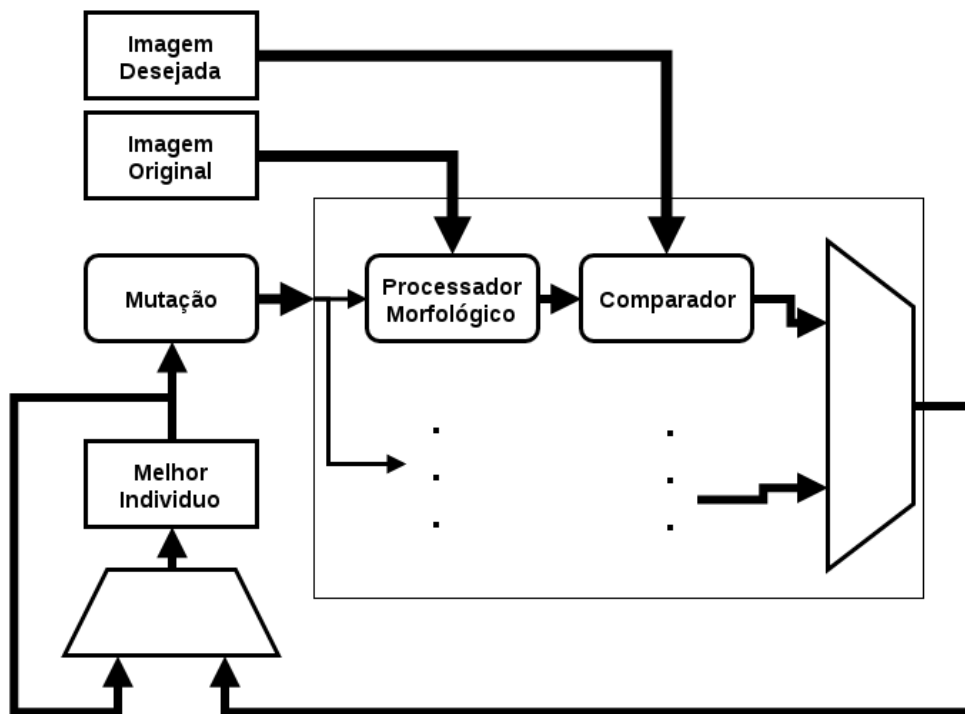 Imagem
Desejada
Imagem
Original
Mutação
Processador
Morfológico
Comparador
Melhor
Individuo